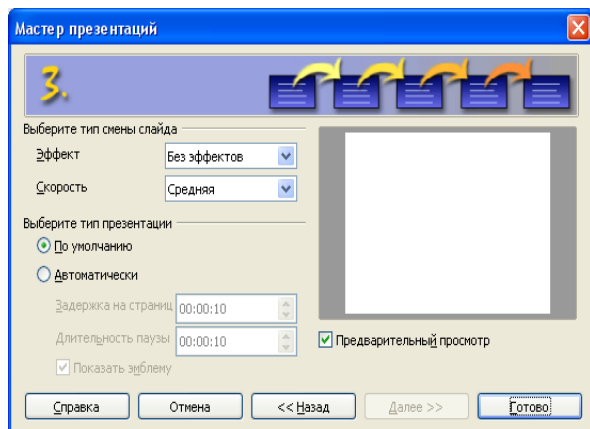 Мастер презентаций
3.
Выберите тип смены слайда
Эффект
Без эффектов
Скорость
Средняя
Выберите тип презентации
По умолчанию
Автоматически
Задержка на страниц
00:00:10
Длительность паузы
00:00:10
Показать эмблему
Предварительный просмотр
Справка
Отмена
<< Назад
Далее >>
Готово